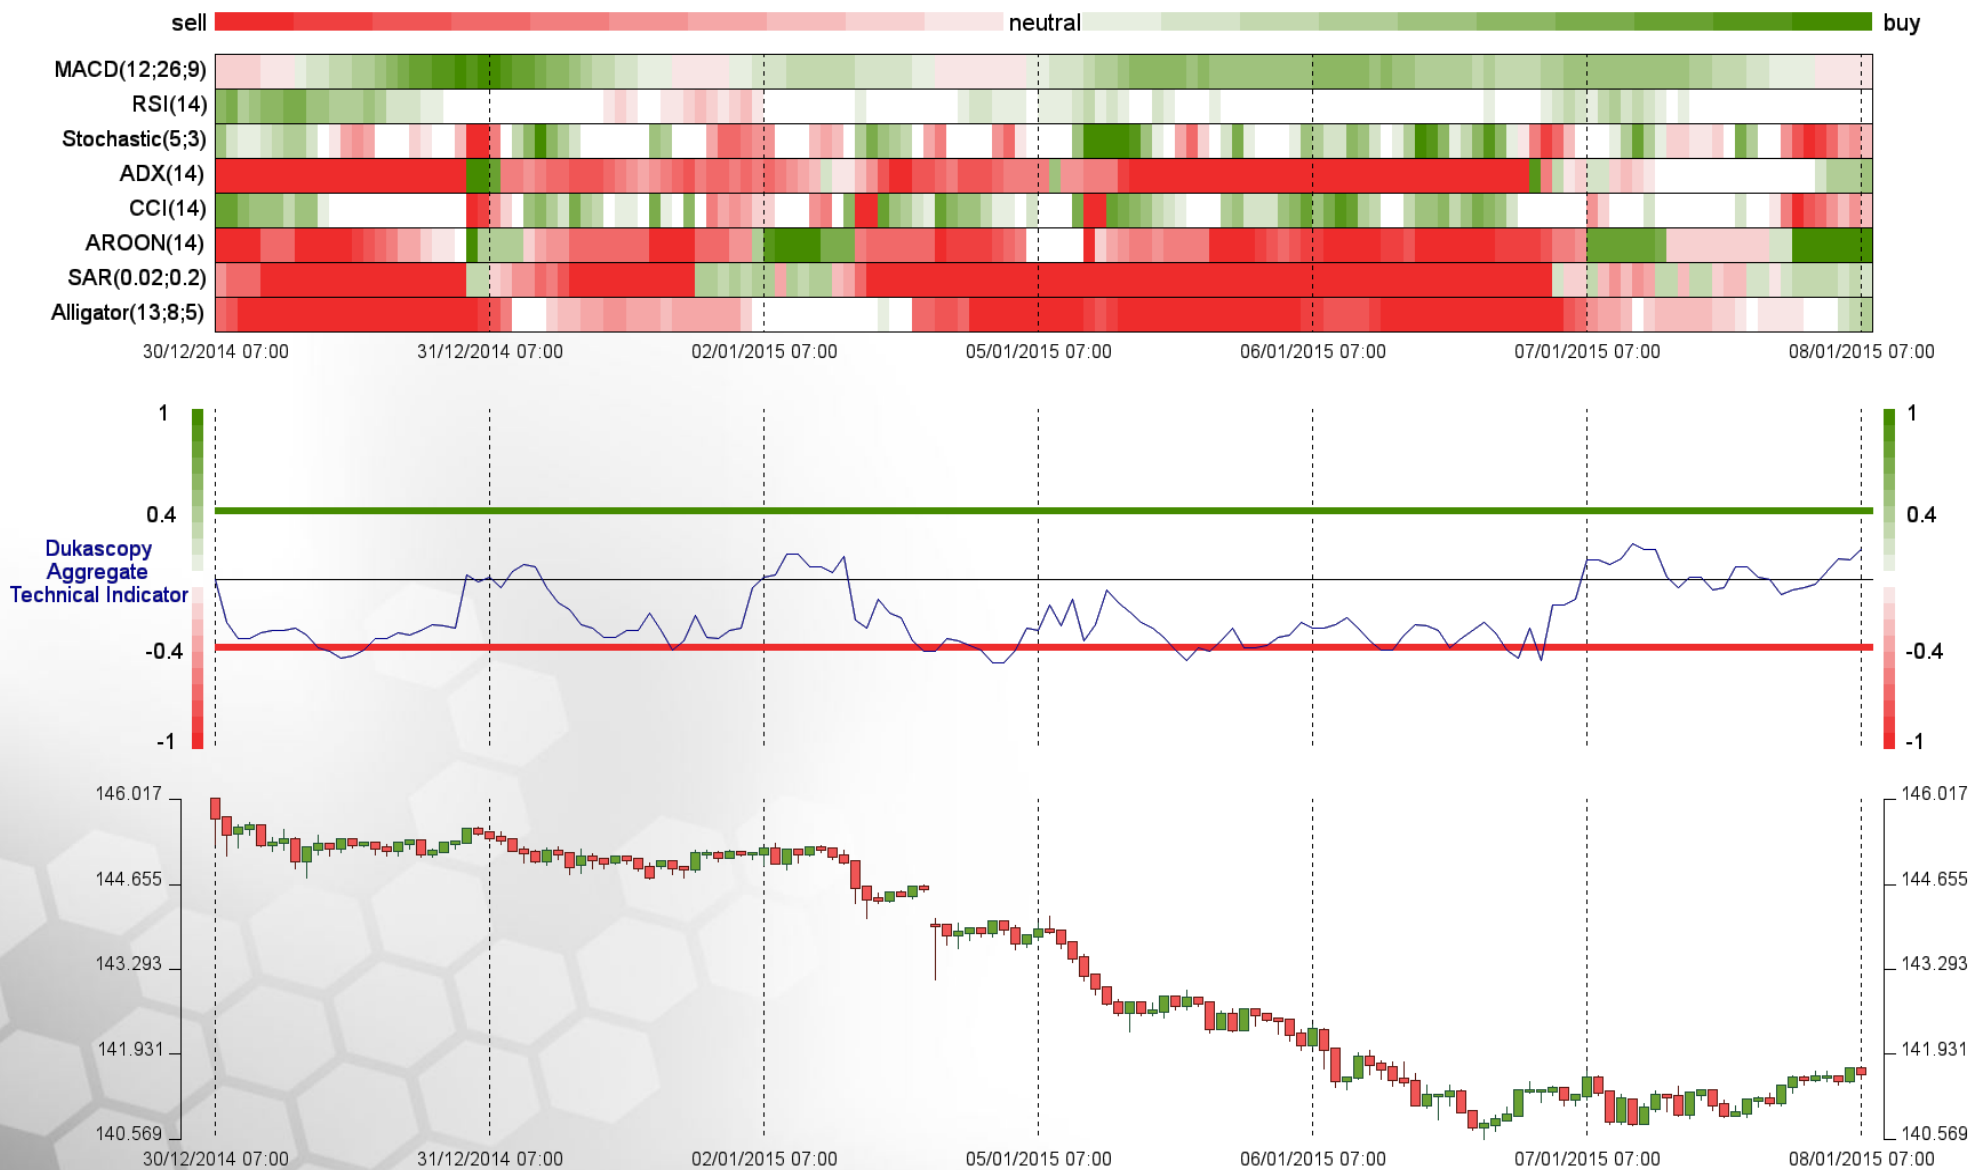 sell neutral buy
MACD(12;26;9)
RSI(14)
Stochastic(5;3)
ADX(14)
CCI(14)
AROON(14)
SAR(0.02;0.2)
Alligator(13;8;5)
30/12/2014 07:00 31/12/2014 07:00 02/01/2015 07:00 05/01/2015 07:00 06/01/2015 07:00 07/01/2015 07:00 08/01/2015 07:00
1 1
0.4 0.4
Dukascopy
Aggregate
Technical Indicator
-0.4 -0.4
-1 -1
146.017 146.017
144.655 144.655
143.293 143.293
141.931 141.931
140.569 140.569
30/12/2014 07:00 31/12/2014 07:00 02/01/2015 07:00 05/01/2015 07:00 06/01/2015 07:00 07/01/2015 07:00 08/01/2015 07:00